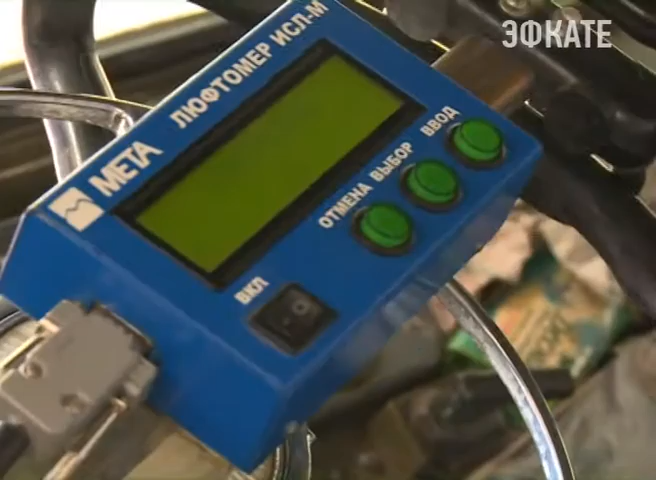 ЭФКАТЕ
ЛЮФТОМЕР ИСЛ-М
МЕТА
ОТМЕНА ВЫБОР ВВОД
ВКЛ